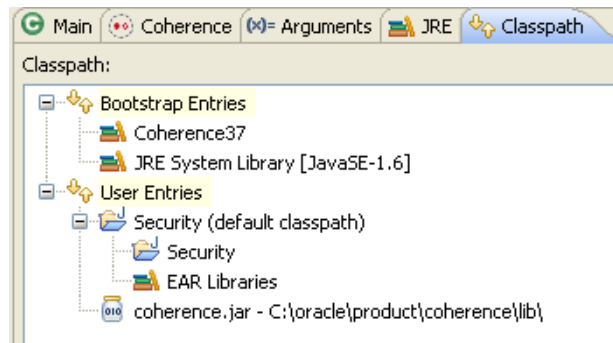 Main Coherence (x)= Arguments JRE Classpath
Classpath:
Bootstrap Entries
Coherence37
JRE System Library [JavaSE-1.6]
User Entries
Security (default classpath)
Security
EAR Libraries
010 coherence.jar - C:\oracle\product\coherence\lib\